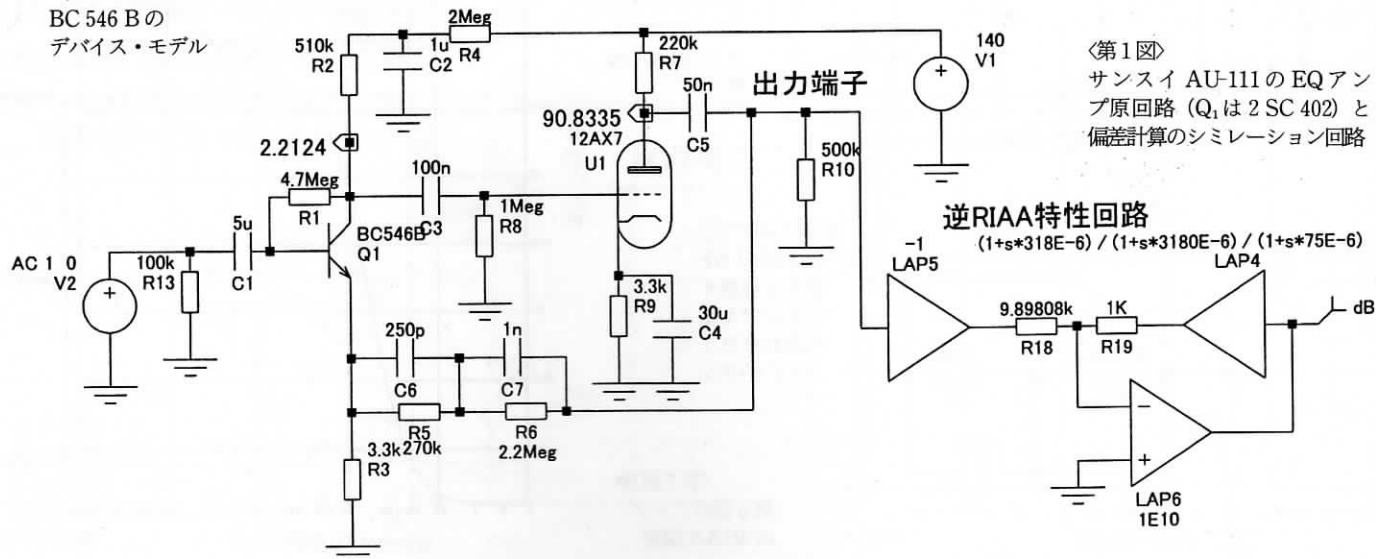 BC 546 B の
デバイス・モデル
〈第1図〉
サンスイ AU-111 の EQ アン
プ原回路 (Q₁は 2 SC 402) と
偏差計算のシミレーション回路
2Meg
R4
510k
R2
1u
C2
220k
R7
140
V1
50n
C5
出力端子
90.8335
12AX7
U1
2.2124
4.7Meg
R1
100n
C3
1Meg
R8
500k
R10
BC546B
Q1
5u
C1
AC 1 0
V2
100k
R13
3.3k
R9
30u
C4
250p
C6
1n
C7
R5
270k
R6
2.2Meg
3.3k
R3
逆RIAA特性回路
(1+s*318E-6) / (1+s*3180E-6) / (1+s*75E-6)
-1
LAP5
LAP4
9.89808k
R18
1K
R19
dB
LAP6
1E10